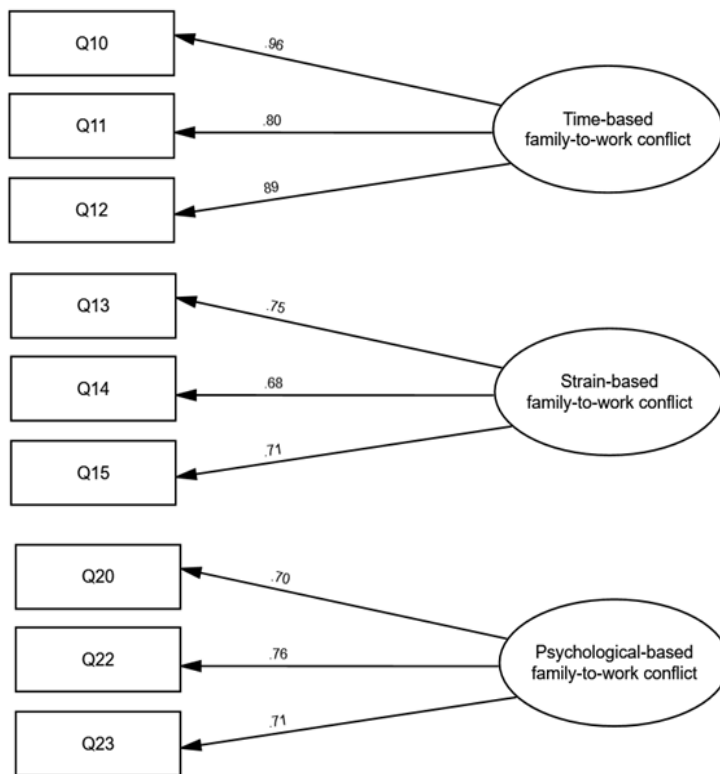 Q10
.96
Q11
.80
Q12
89
Time-based
family-to-work conflict
Q13
.75
Q14
.68
Q15
.71
Strain-based
family-to-work conflict
Q20
.70
Q22
.76
Q23
.71
Psychological-based
family-to-work conflict